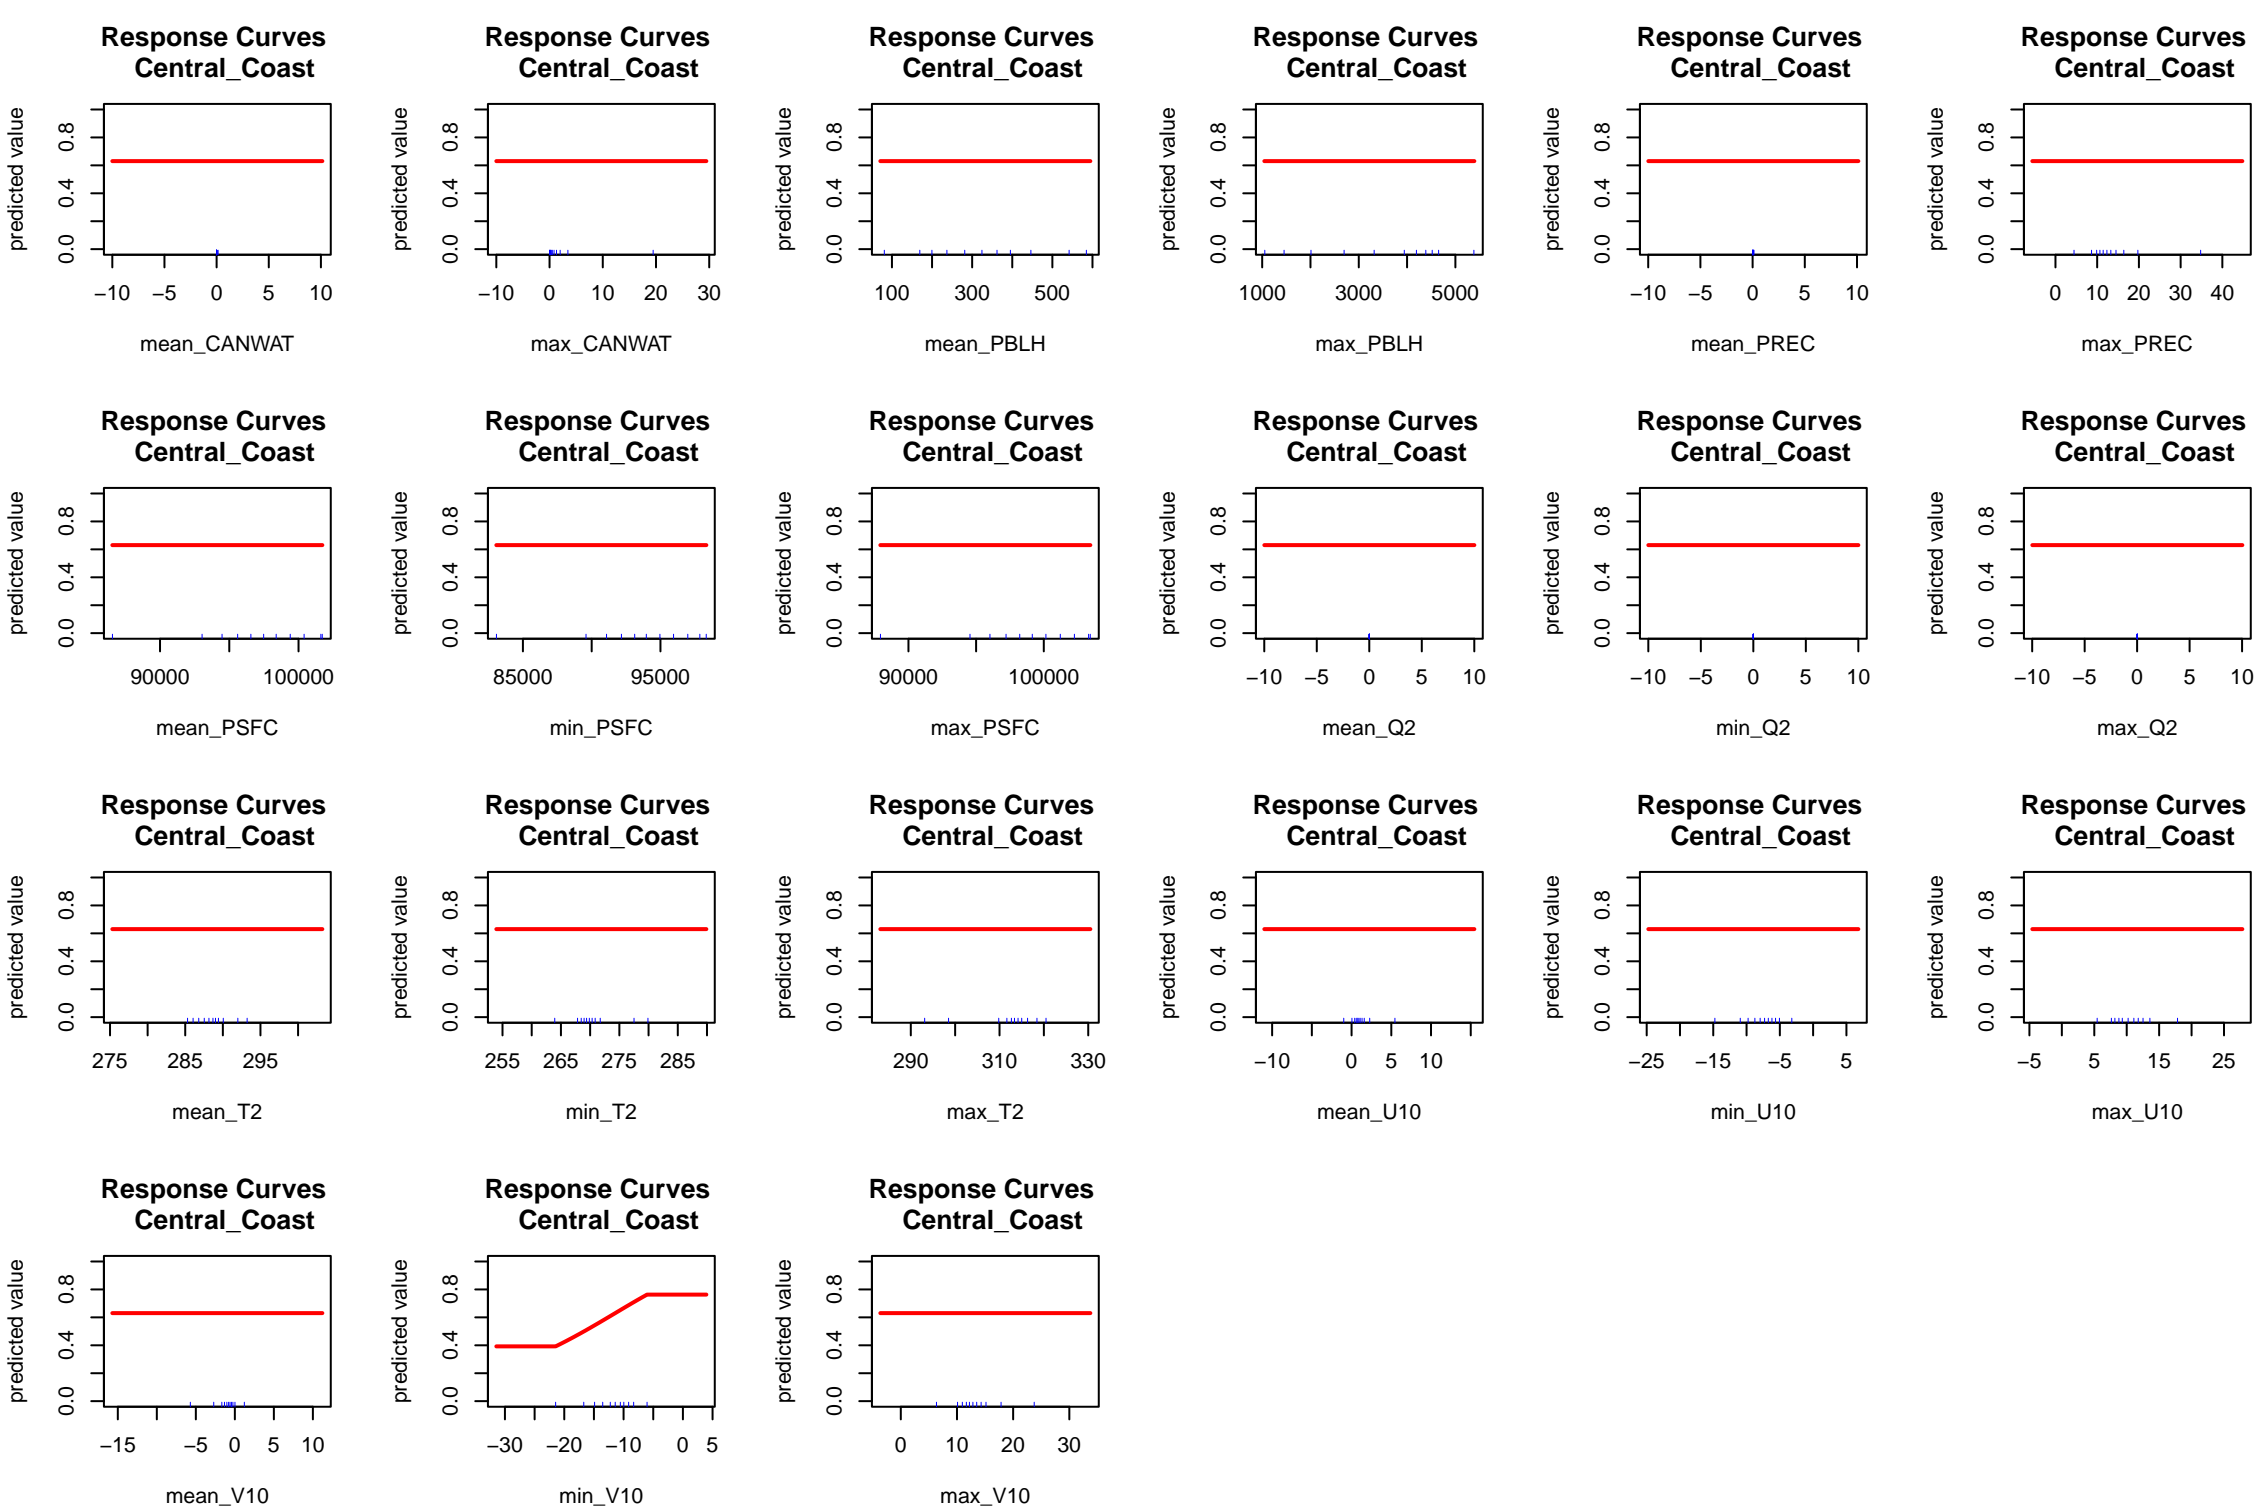 Response Curves
Central_Coast
predicted value
0.0 0.4 0.8
−10 −5 0 5 10
mean_CANWAT
Response Curves
Central_Coast
predicted value
0.0 0.4 0.8
−10 0 10 20 30
max_CANWAT
Response Curves
Central_Coast
predicted value
0.0 0.4 0.8
100 300 500
mean_PBLH
Response Curves
Central_Coast
predicted value
0.0 0.4 0.8
1000 3000 5000
max_PBLH
Response Curves
Central_Coast
predicted value
0.0 0.4 0.8
−10 −5 0 5 10
mean_PREC
Response Curves
Central_Coast
predicted value
0.0 0.4 0.8
0 10 20 30 40
max_PREC
Response Curves
Central_Coast
predicted value
0.0 0.4 0.8
90000 100000
mean_PSFC
Response Curves
Central_Coast
predicted value
0.0 0.4 0.8
85000 95000
min_PSFC
Response Curves
Central_Coast
predicted value
0.0 0.4 0.8
90000 100000
max_PSFC
Response Curves
Central_Coast
predicted value
0.0 0.4 0.8
−10 −5 0 5 10
mean_Q2
Response Curves
Central_Coast
predicted value
0.0 0.4 0.8
−10 −5 0 5 10
min_Q2
Response Curves
Central_Coast
predicted value
0.0 0.4 0.8
−10 −5 0 5 10
max_Q2
Response Curves
Central_Coast
predicted value
0.0 0.4 0.8
275 285 295
mean_T2
Response Curves
Central_Coast
predicted value
0.0 0.4 0.8
255 265 275 285
min_T2
Response Curves
Central_Coast
predicted value
0.0 0.4 0.8
290 310 330
max_T2
Response Curves
Central_Coast
predicted value
0.0 0.4 0.8
−10 0 5 10
mean_U10
Response Curves
Central_Coast
predicted value
0.0 0.4 0.8
−25 −15 −5 5
min_U10
Response Curves
Central_Coast
predicted value
0.0 0.4 0.8
−5 5 15 25
max_U10
Response Curves
Central_Coast
predicted value
0.0 0.4 0.8
−15 −5 0 5 10
mean_V10
Response Curves
Central_Coast
predicted value
0.0 0.4 0.8
−30 −20 −10 0 5
min_V10
Response Curves
Central_Coast
predicted value
0.0 0.4 0.8
0 10 20 30
max_V10